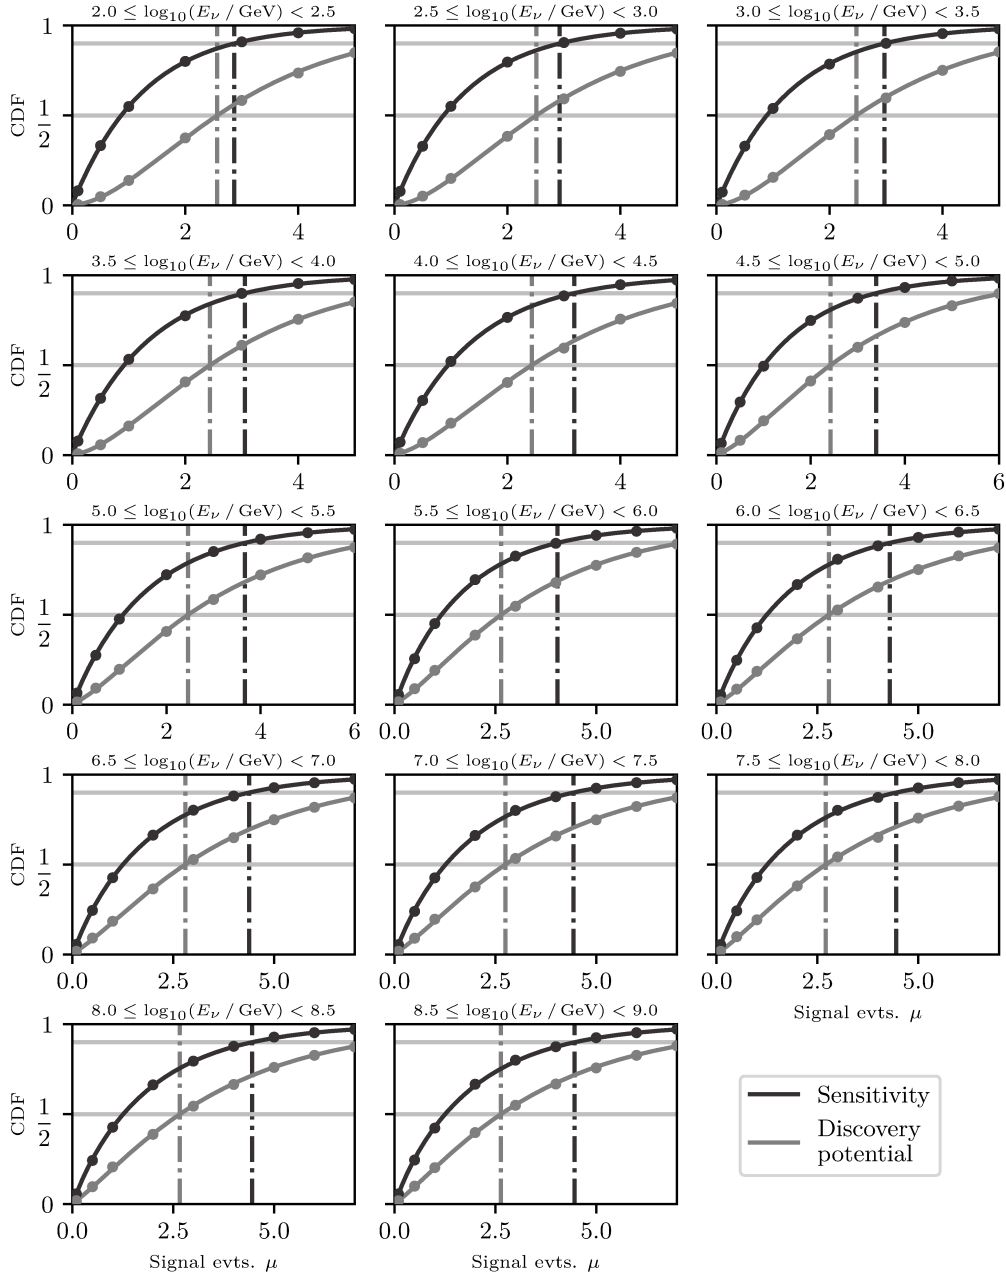 2.0 ≤ log₁₀(Eν / GeV) < 2.5 2.5 ≤ log₁₀(Eν / GeV) < 3.0 3.0 ≤ log₁₀(Eν / GeV) < 3.5
1
CDF 1/2
0
0 2 4 0 2 4 0 2 4
3.5 ≤ log₁₀(Eν / GeV) < 4.0 4.0 ≤ log₁₀(Eν / GeV) < 4.5 4.5 ≤ log₁₀(Eν / GeV) < 5.0
1
CDF 1/2
0
0 2 4 0 2 4 0 2 4 6
5.0 ≤ log₁₀(Eν / GeV) < 5.5 5.5 ≤ log₁₀(Eν / GeV) < 6.0 6.0 ≤ log₁₀(Eν / GeV) < 6.5
1
CDF 1/2
0
0 2 4 6 0.0 2.5 5.0 0.0 2.5 5.0
6.5 ≤ log₁₀(Eν / GeV) < 7.0 7.0 ≤ log₁₀(Eν / GeV) < 7.5 7.5 ≤ log₁₀(Eν / GeV) < 8.0
1
CDF 1/2
0
0.0 2.5 5.0 0.0 2.5 5.0 0.0 2.5 5.0
Signal evts. μ
8.0 ≤ log₁₀(Eν / GeV) < 8.5 8.5 ≤ log₁₀(Eν / GeV) < 9.0
1
CDF 1/2
0
0.0 2.5 5.0 0.0 2.5 5.0
Signal evts. μ Signal evts. μ
Sensitivity
Discovery
potential